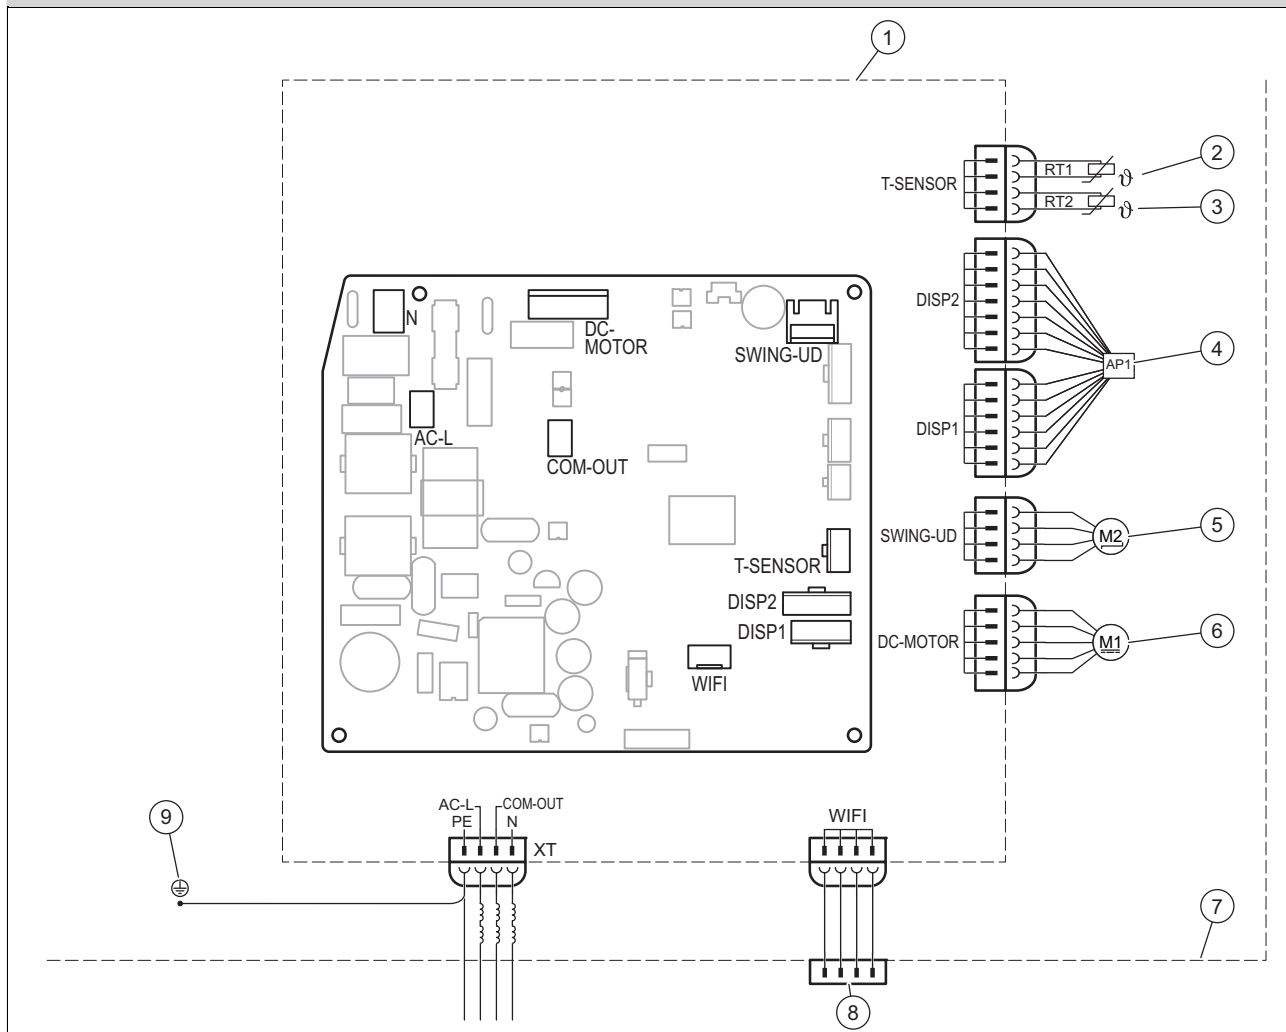 1
T-SENSOR
RT1
ϑ
2
RT2
ϑ
3
DISP2
AP1
4
DISP1
SWING-UD
M2
5
DC-MOTOR
M1
6
N
DC-
MOTOR
SWING-UD
AC-L
COM-OUT
T-SENSOR
DISP2
DISP1
WIFI
AC-L
COM-OUT
PE
N
XT
WIFI
9
7
8